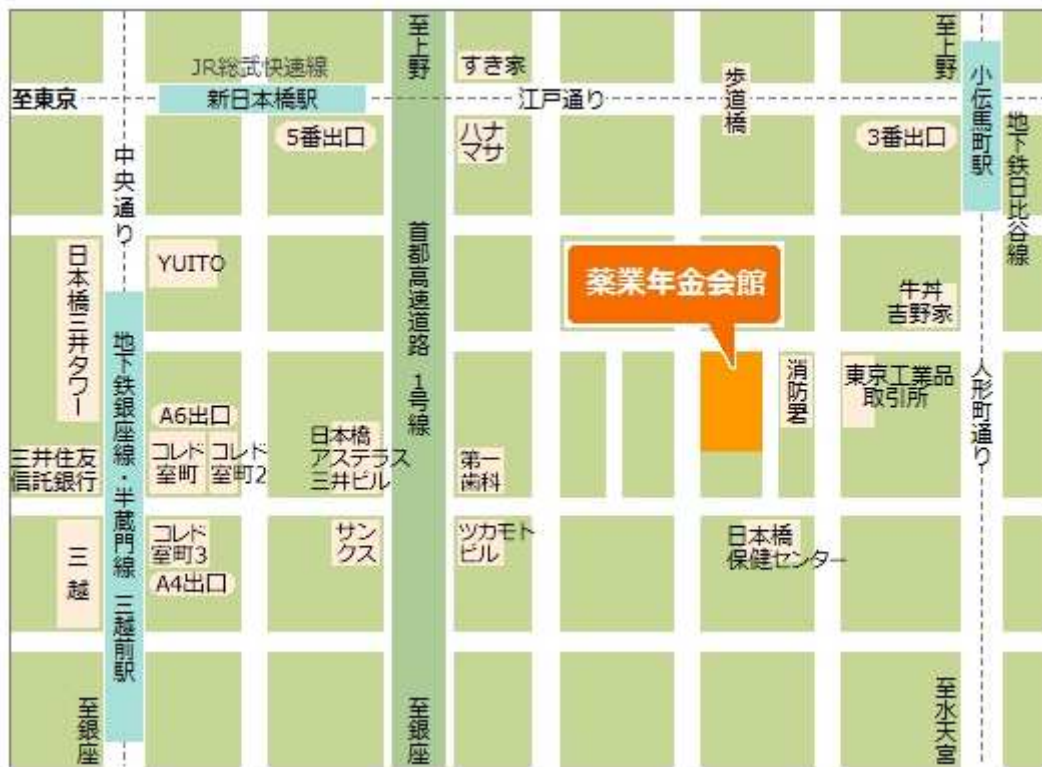 至上野
すき家
至上野
JR総武快速線
至東京
新日本橋駅
江戸通り
歩道橋
小伝馬町駅
5番出口
ハナ
マサ
3番出口
地下鉄日比谷線
中央通り
日本橋三井タワー
YUITO
首都高速道路 1号線
薬業年金会館
牛丼
吉野家
地下鉄銀座線・半蔵門線 三越前駅
消防署
東京工業品
取引所
人形町通り
A6出口
三井住友
信託銀行
コレド
室町
コレド
室町2
日本橋
アステラス
三井ビル
第一
歯科
三越
コレド
室町3
A4出口
サン
クス
ツカモト
ビル
日本橋
保健センター
至銀座
至銀座
至水天宮